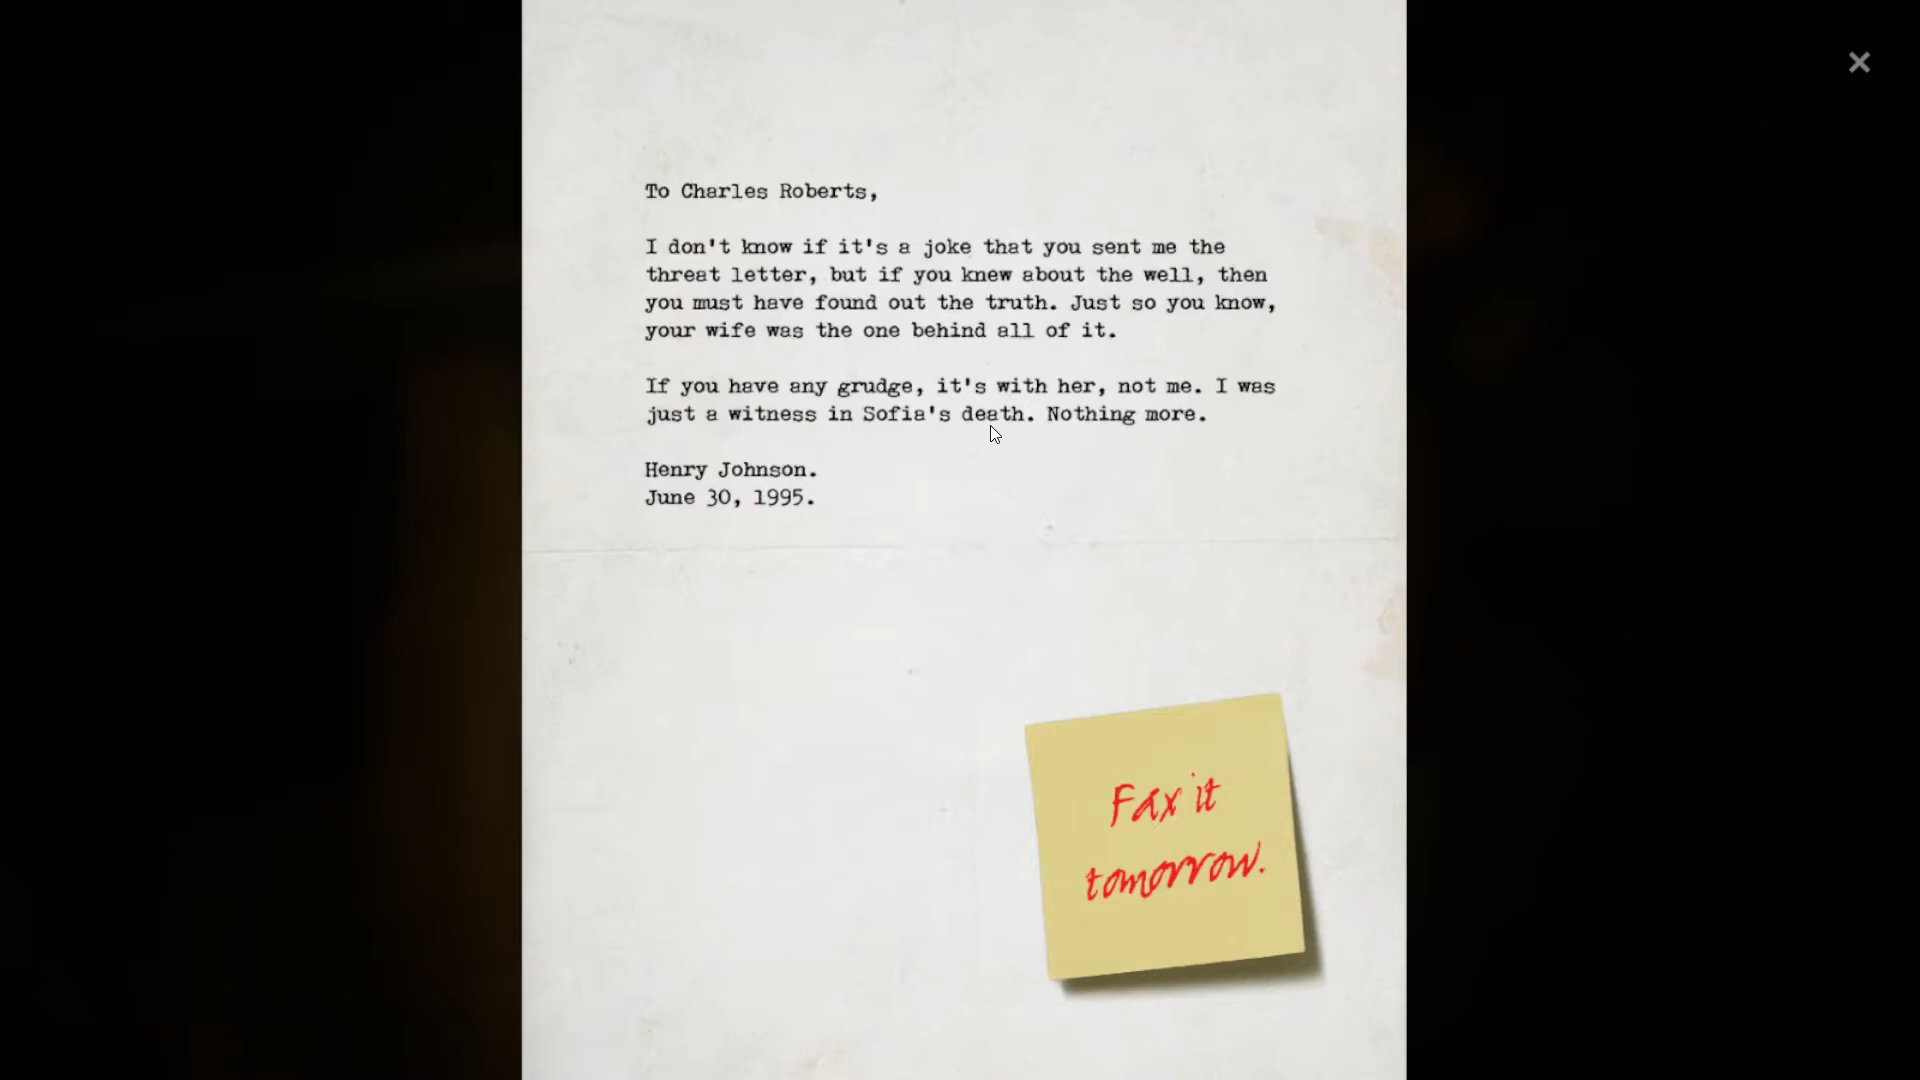 To Charles Roberts,
I don't know if it's a joke that you sent me the
threat letter, but if you knew about the well, then
you must have found out the truth. Just so you know,
your wife was the one behind all of it.
If you have any grudge, it's with her, not me. I was
just a witness in Sofia's death. Nothing more.
Henry Johnson.
June 30, 1995.
Fax it
tomorrow.